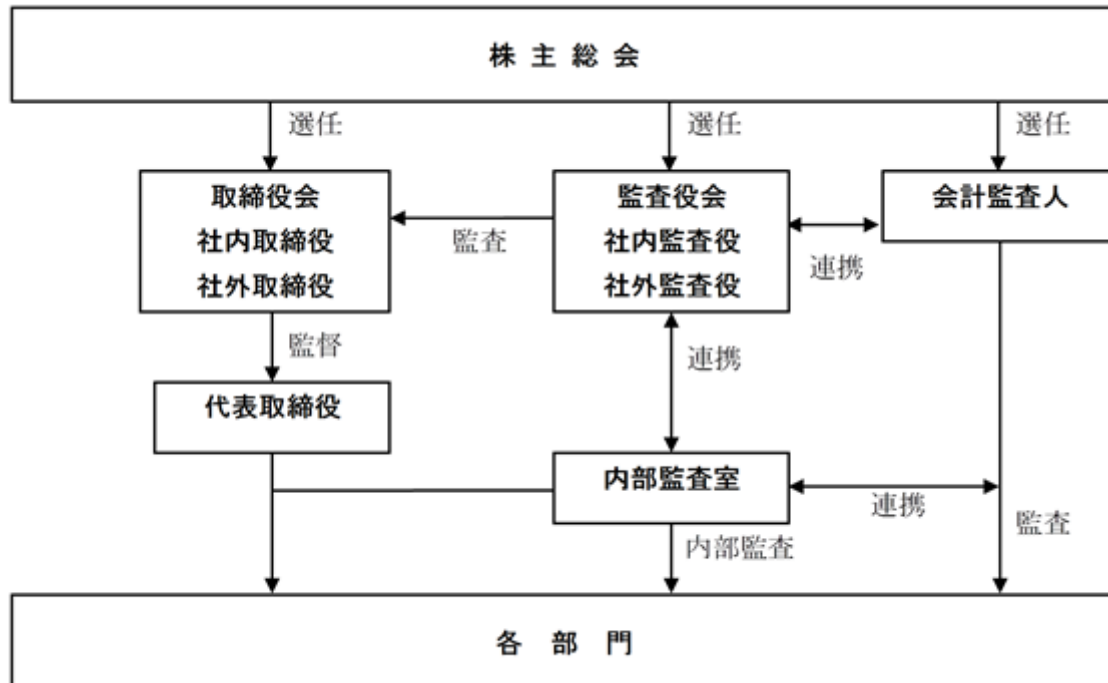 株 主 総 会
選任
選任
選任
取締役会
社内取締役
社外取締役
監査
監査役会
社内監査役
社外監査役
連携
会計監査人
監督
連携
代表取締役
内部監査室
連携
監査
内部監査
各 部 門